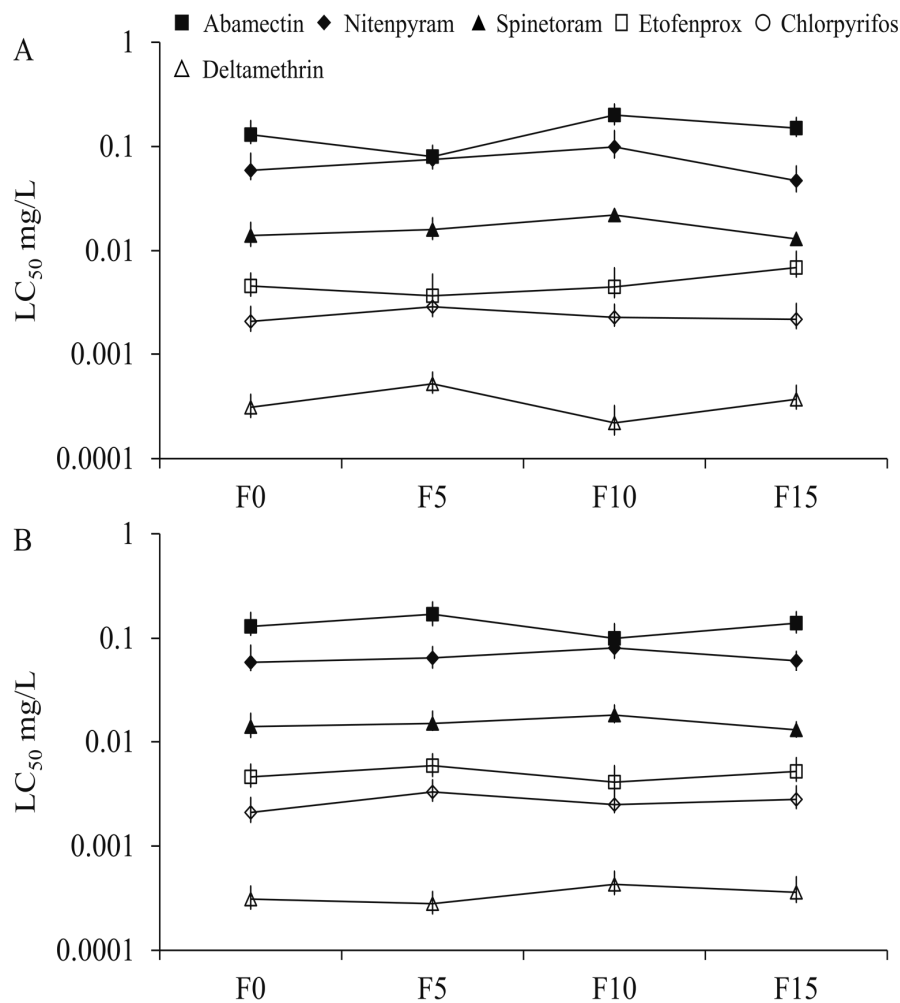 ■ Abamectin ◆ Nitenpyram ▲ Spinetoram □ Etofenprox ○ Chlorpyrifos
△ Deltamethrin
A
1
0.1
0.01
0.001
0.0001
LC₅₀ mg/L
F0 F5 F10 F15
B
1
0.1
0.01
0.001
0.0001
LC₅₀ mg/L
F0 F5 F10 F15